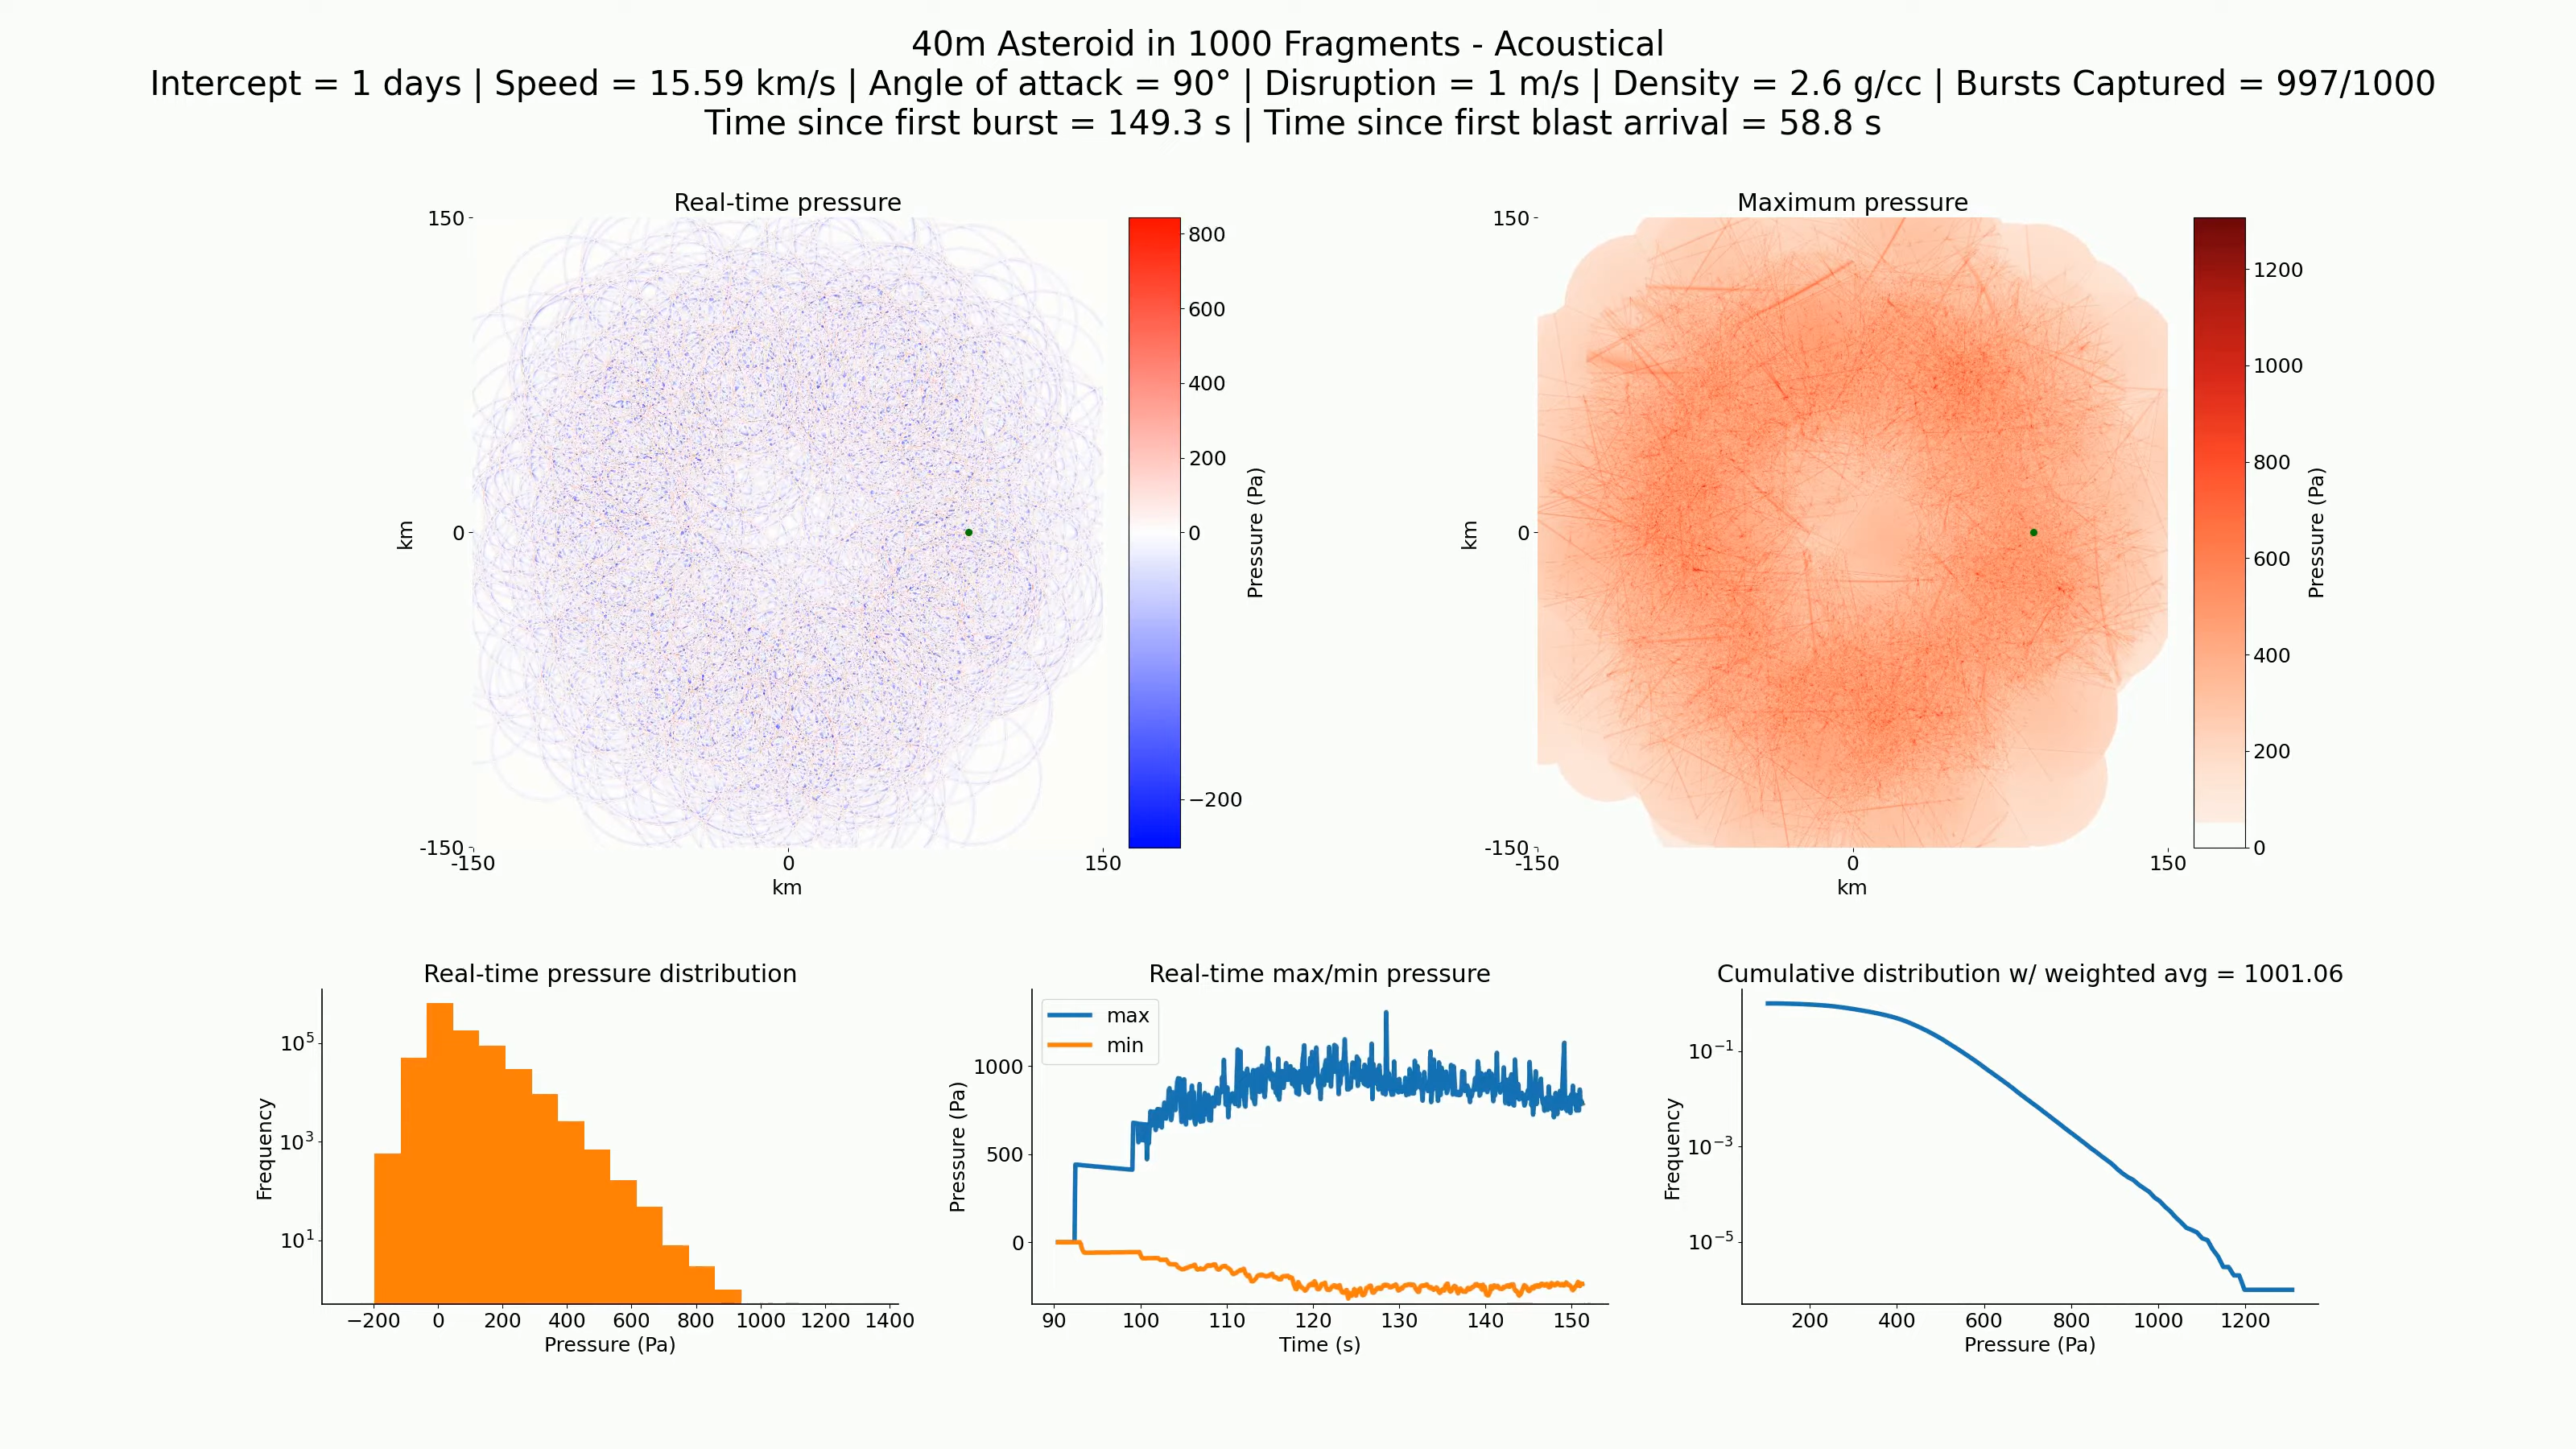 40m Asteroid in 1000 Fragments - Acoustical
Intercept = 1 days | Speed = 15.59 km/s | Angle of attack = 90° | Disruption = 1 m/s | Density = 2.6 g/cc | Bursts Captured = 997/1000
Time since first burst = 149.3 s | Time since first blast arrival = 58.8 s
Real-time pressure
150
0
-150
km
-150
0
150
km
800
600
400
200
0
−200
Pressure (Pa)
Maximum pressure
150
0
-150
km
-150
0
150
km
1200
1000
800
600
400
200
0
Pressure (Pa)
Real-time pressure distribution
10⁵
10³
10¹
Frequency
−200 0 200 400 600 800 1000 1200 1400
Pressure (Pa)
Real-time max/min pressure
max
min
1000
500
0
Pressure (Pa)
90 100 110 120 130 140 150
Time (s)
Cumulative distribution w/ weighted avg = 1001.06
10⁻¹
10⁻³
10⁻⁵
Frequency
200 400 600 800 1000 1200
Pressure (Pa)